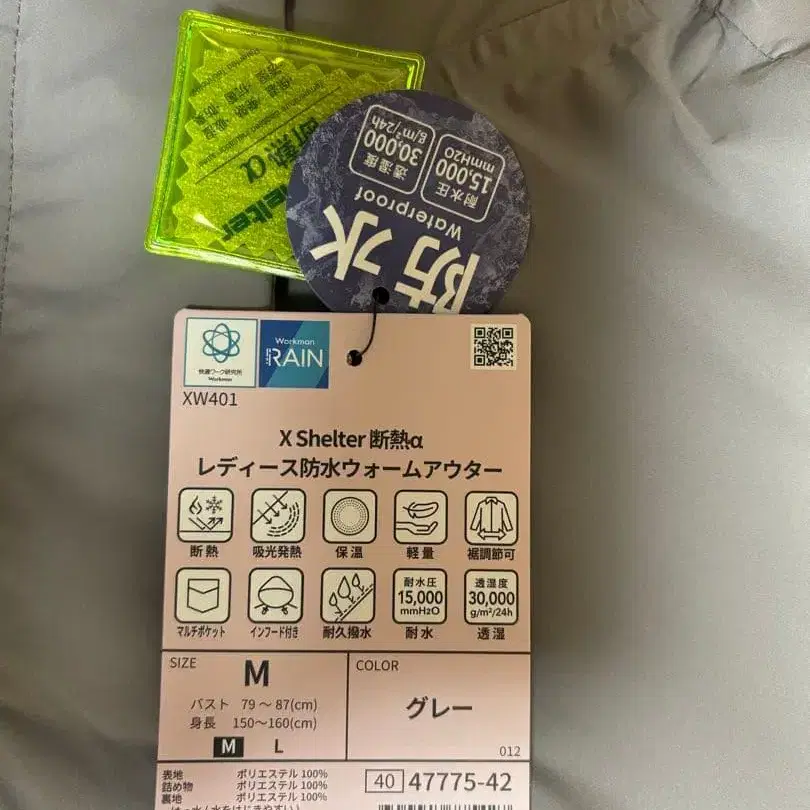 断熱α
Shelter
防水
Waterproof
耐水圧
15,000
mmH2O
透湿度
30,000
g/m²/24h
快適ワーク研究所
Workman
Workman
RAIN
XW401
X Shelter 断熱α
レディース防水ウォームアウター
断熱 吸光発熱 保温 軽量 裾調節可
耐水圧
15,000
mmH2O
透湿度
30,000
g/m²/24h
マルチポケット インフード付き 耐久撥水 耐水 透湿
SIZE
M
バスト 79～87(cm)
身長 150～160(cm)
M L
COLOR
グレー
012
表地 ポリエステル 100%
詰め物 ポリエステル 100%
裏地 ポリエステル 100%
40 47775-42